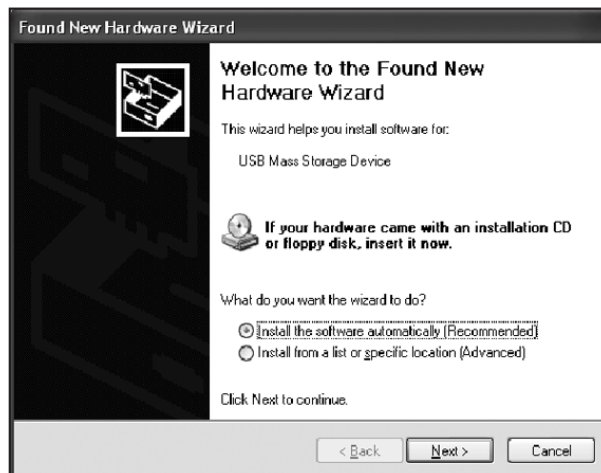 Found New Hardware Wizard
Welcome to the Found New
Hardware Wizard
This wizard helps you install software for:
USB Mass Storage Device
If your hardware came with an installation CD
or floppy disk, insert it now.
What do you want the wizard to do?
Install the software automatically (Recommended)
Install from a list or specific location (Advanced)
Click Next to continue.
< Back Next > Cancel